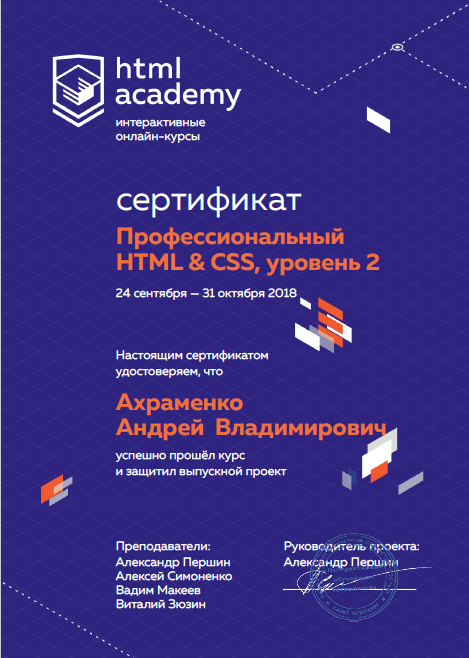 html
academy
интерактивные
онлайн-курсы
сертификат
Профессиональный
HTML & CSS, уровень 2
24 сентября — 31 октября 2018
Настоящим сертификатом
удостоверяем, что
Ахраменко
Андрей Владимирович
успешно прошёл курс
и защитил выпускной проект
Преподаватели:
Александр Першин
Алексей Симоненко
Вадим Макеев
Виталий Зюзин
Руководитель проекта:
Александр Першин